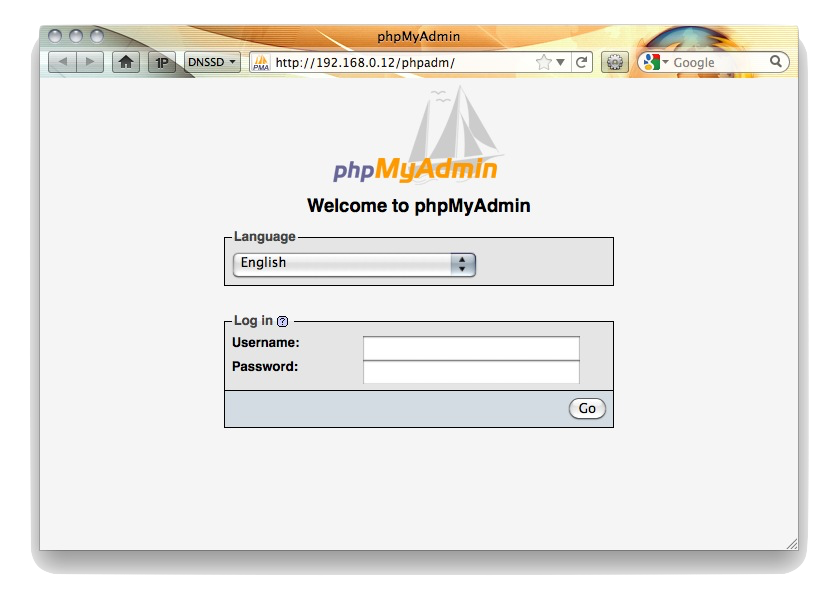 phpMyAdmin
1P
DNSSD
PMA
http://192.168.0.12/phpadm/
Google
phpMyAdmin
Welcome to phpMyAdmin
Language
English
Log in ?
Username:
Password:
Go